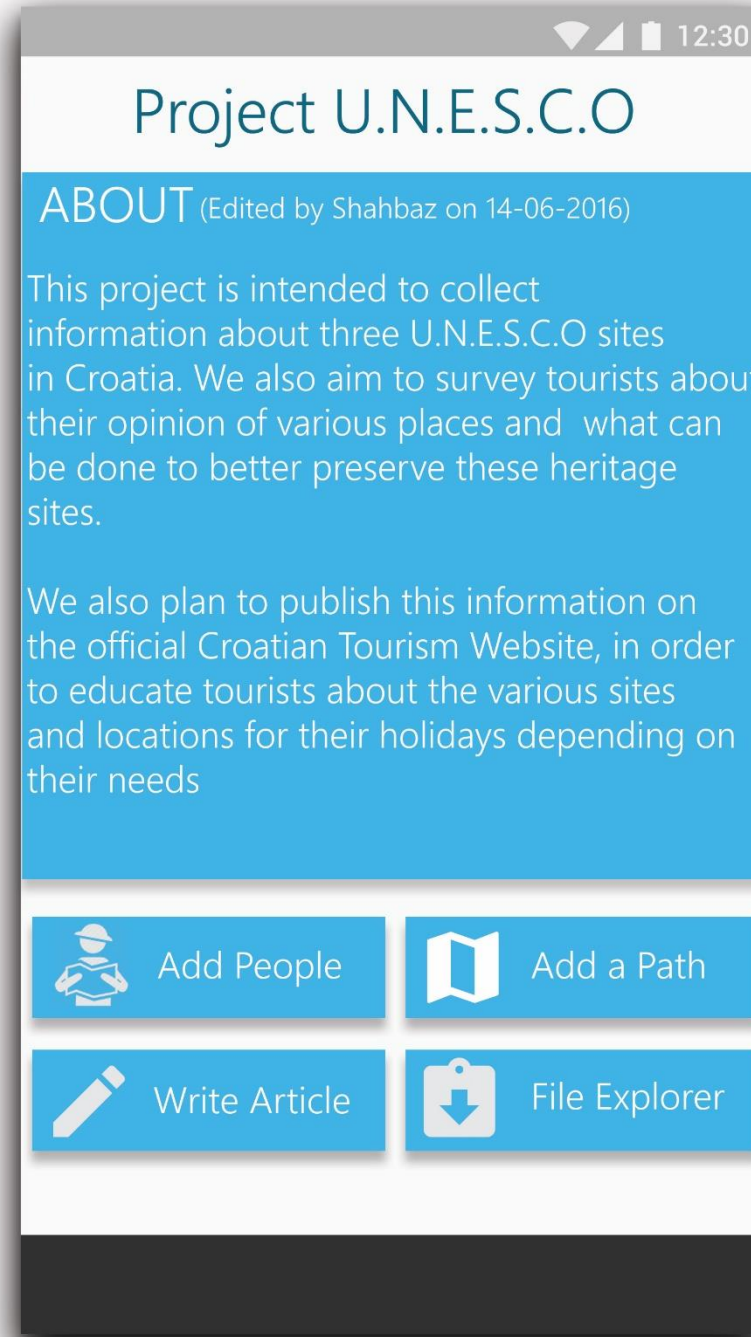 12:30
Project U.N.E.S.C.O
ABOUT (Edited by Shahbaz on 14-06-2016)
This project is intended to collect
information about three U.N.E.S.C.O sites
in Croatia. We also aim to survey tourists about
their opinion of various places and  what can
be done to better preserve these heritage
sites.
We also plan to publish this information on
the official Croatian Tourism Website, in order
to educate tourists about the various sites
and locations for their holidays depending on
their needs
Add People
Add a Path
Write Article
File Explorer